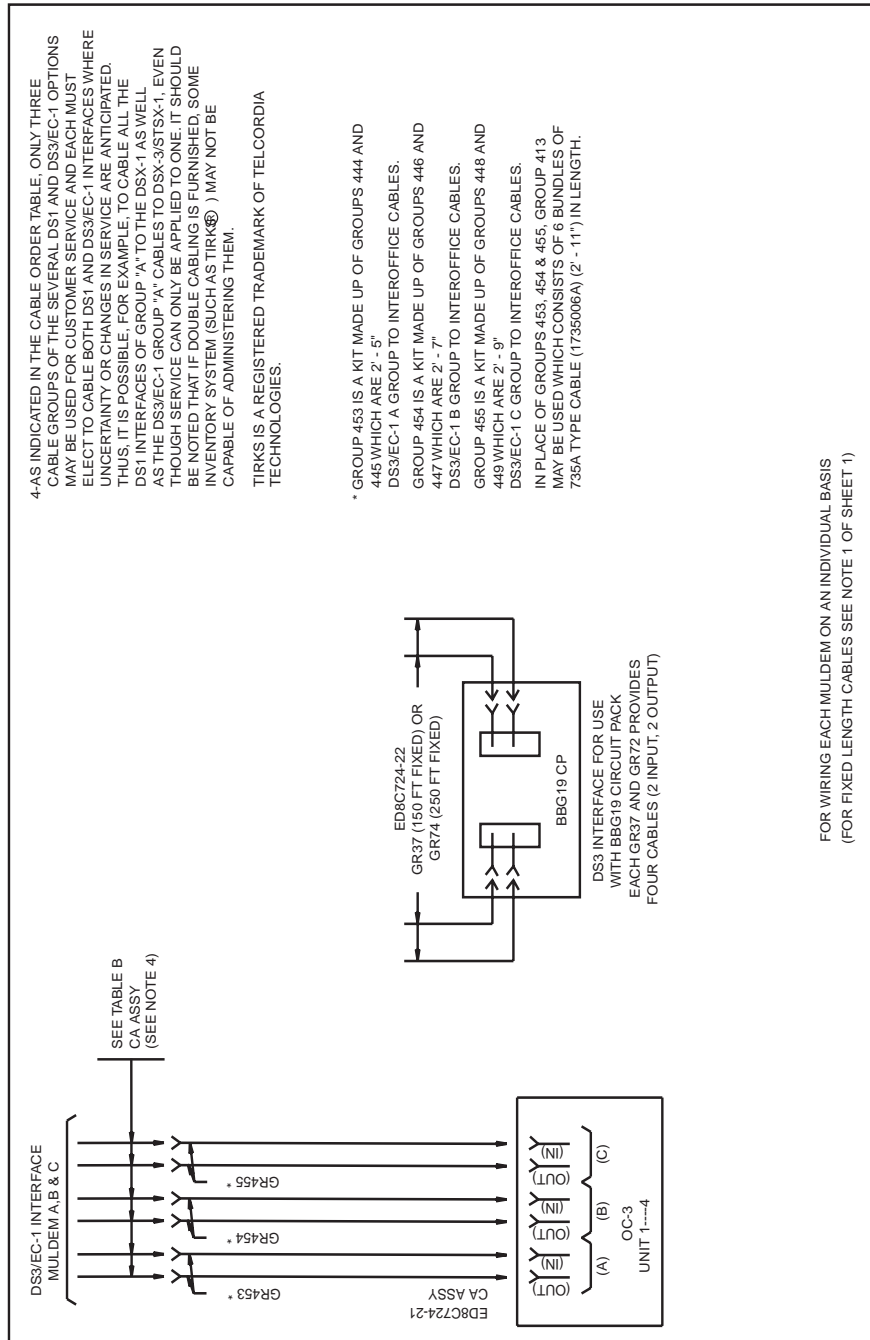 4-AS INDICATED IN THE CABLE ORDER TABLE, ONLY THREE
CABLE GROUPS OF THE SEVERAL DS1 AND DS3/EC-1 OPTIONS
MAY BE USED FOR CUSTOMER SERVICE AND EACH MUST
ELECT TO CABLE BOTH DS1 AND DS3/EC-1 INTERFACES WHERE
UNCERTAINTY OR CHANGES IN SERVICE ARE ANTICIPATED.
THUS, IT IS POSSIBLE, FOR EXAMPLE, TO CABLE ALL THE
DS1 INTERFACES OF GROUP "A" TO THE DSX-1 AS WELL
AS THE DS3/EC-1 GROUP "A" CABLES TO DSX-3/STSX-1, EVEN
THOUGH SERVICE CAN ONLY BE APPLIED TO ONE. IT SHOULD
BE NOTED THAT IF DOUBLE CABLING IS FURNISHED, SOME
INVENTORY SYSTEM (SUCH AS TIRKS® ) MAY NOT BE
CAPABLE OF ADMINISTERING THEM.
TIRKS IS A REGISTERED TRADEMARK OF TELCORDIA
TECHNOLOGIES.
* GROUP 453 IS A KIT MADE UP OF GROUPS 444 AND
445 WHICH ARE 2' - 5"
DS3/EC-1 A GROUP TO INTEROFFICE CABLES.
GROUP 454 IS A KIT MADE UP OF GROUPS 446 AND
447 WHICH ARE 2' - 7"
DS3/EC-1 B GROUP TO INTEROFFICE CABLES.
GROUP 455 IS A KIT MADE UP OF GROUPS 448 AND
449 WHICH ARE 2' - 9"
DS3/EC-1 C GROUP TO INTEROFFICE CABLES.
IN PLACE OF GROUPS 453, 454 & 455, GROUP 413
MAY BE USED WHICH CONSISTS OF 6 BUNDLES OF
735A TYPE CABLE (1735006A) (2' - 11") IN LENGTH.
SEE TABLE B
CA ASSY
(SEE NOTE 4)
DS3/EC-1 INTERFACE
MULDEM A,B & C
GR453 *
GR454 *
GR455 *
ED8C724-21
CA ASSY
(OUT)
(IN)
(OUT)
(IN)
(OUT)
(IN)
(A)
(B)
(C)
OC-3
UNIT 1----4
ED8C724-22
GR37 (150 FT FIXED) OR
GR74 (250 FT FIXED)
BBG19 CP
DS3 INTERFACE FOR USE
WITH BBG19 CIRCUIT PACK
EACH GR37 AND GR72 PROVIDES
FOUR CABLES (2 INPUT, 2 OUTPUT)
FOR WIRING EACH MULDEM ON AN INDIVIDUAL BASIS
(FOR FIXED LENGTH CABLES SEE NOTE 1 OF SHEET 1)